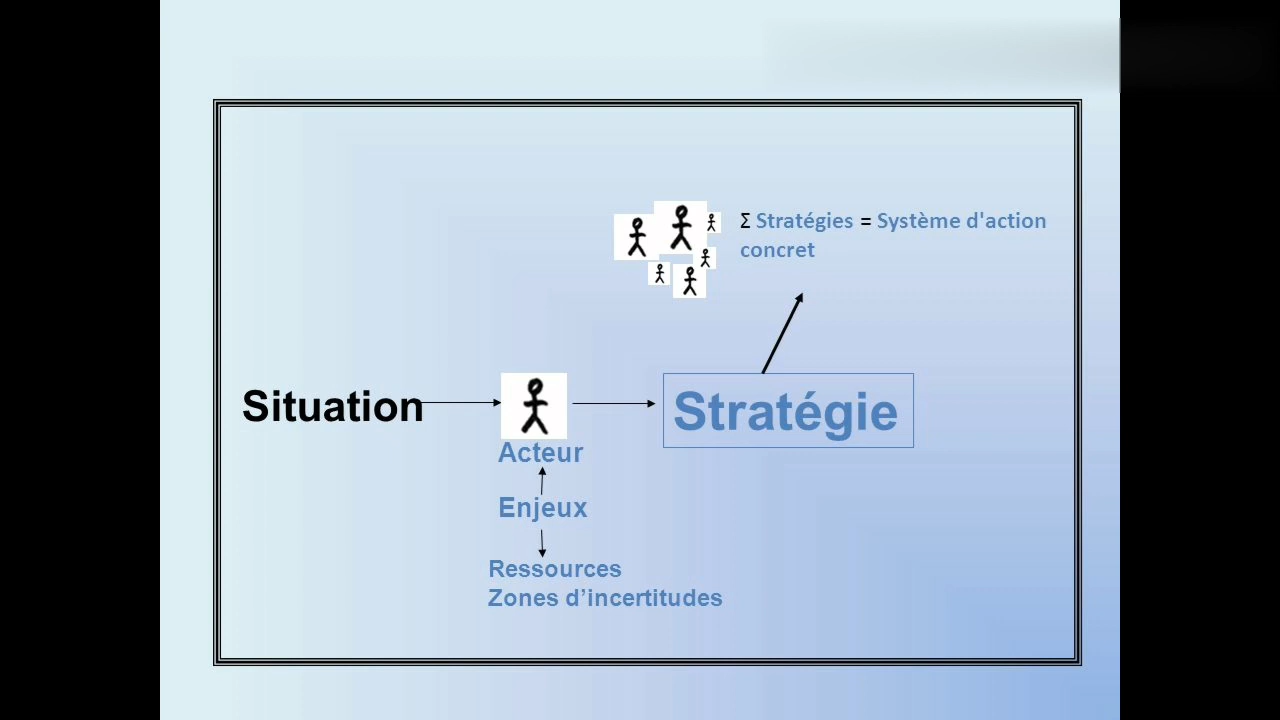 Σ Stratégies = Système d'action
concret
Situation
Stratégie
Acteur
Enjeux
Ressources
Zones d’incertitudes